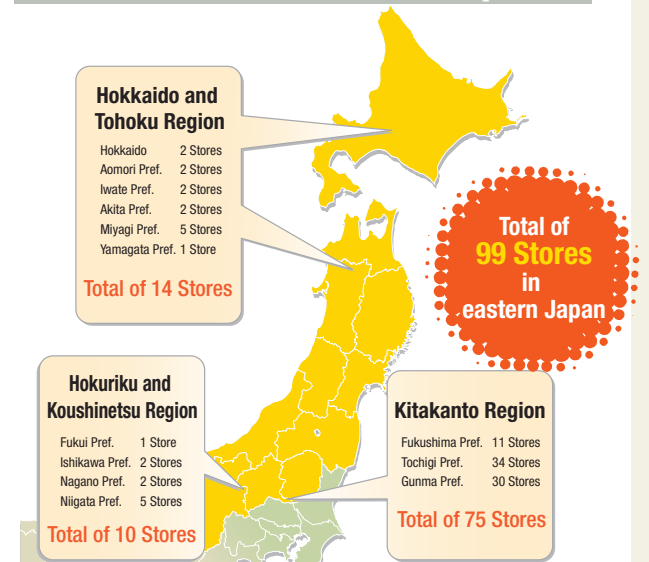 Hokkaido and
Tohoku Region
Hokkaido 2 Stores
Aomori Pref. 2 Stores
Iwate Pref. 2 Stores
Akita Pref. 2 Stores
Miyagi Pref. 5 Stores
Yamagata Pref. 1 Store
Total of 14 Stores
Total of
99 Stores
in
eastern Japan
Hokuriku and
Koushinetsu Region
Fukui Pref. 1 Store
Ishikawa Pref. 2 Stores
Nagano Pref. 2 Stores
Niigata Pref. 5 Stores
Total of 10 Stores
Kitakanto Region
Fukushima Pref. 11 Stores
Tochigi Pref. 34 Stores
Gunma Pref. 30 Stores
Total of 75 Stores